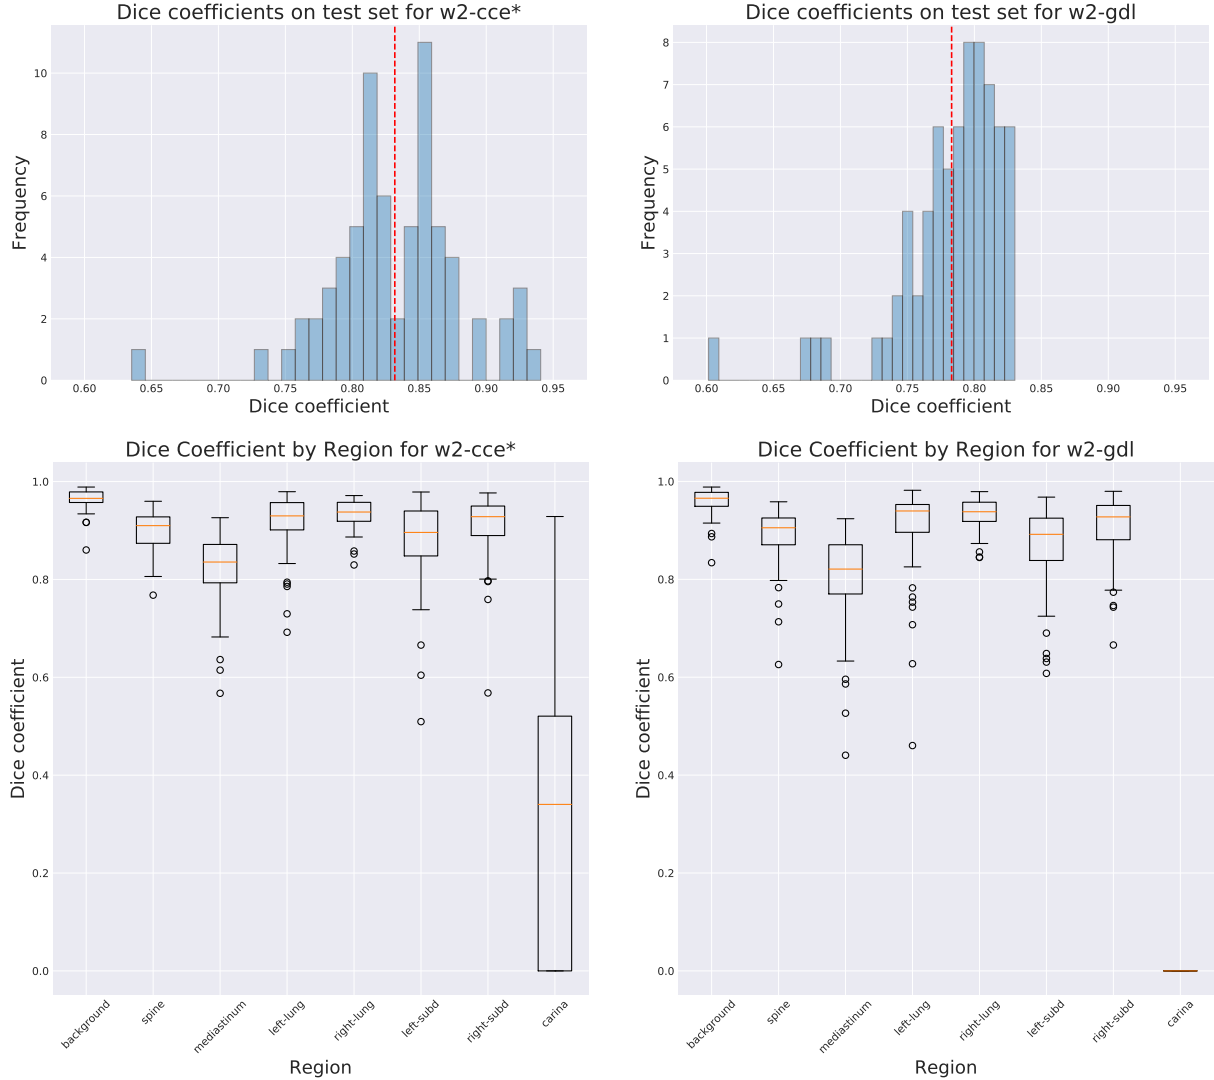 Dice coefficients on test set for w2-cce*
Frequency
10
8
6
4
2
0
0.60 0.65 0.70 0.75 0.80 0.85 0.90 0.95
Dice coefficient
Dice coefficients on test set for w2-gdl
Frequency
8
7
6
5
4
3
2
1
0
0.60 0.65 0.70 0.75 0.80 0.85 0.90 0.95
Dice coefficient
Dice Coefficient by Region for w2-cce*
Dice coefficient
1.0
0.8
0.6
0.4
0.2
0.0
background spine mediastinum left-lung right-lung left-subd right-subd carina
Region
Dice Coefficient by Region for w2-gdl
Dice coefficient
1.0
0.8
0.6
0.4
0.2
0.0
background spine mediastinum left-lung right-lung left-subd right-subd carina
Region